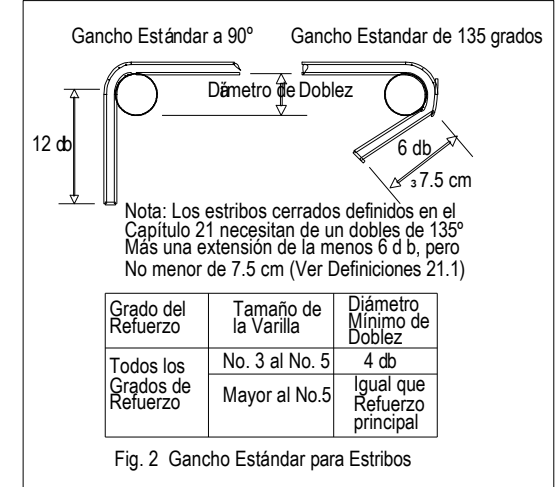 Gancho Estándar a 90º
Gancho Estandar de 135 grados
Diámetro de Doblez
12 db
6 db
³ 7.5 cm
Nota: Los estribos cerrados definidos en el
Capítulo 21 necesitan de un dobles de 135º
Más una extensión de la menos 6 d b, pero
No menor de 7.5 cm (Ver Definiciones 21.1)
Grado del
Refuerzo
Tamaño de
la Varilla
Diámetro
Mínimo de
Doblez
Todos los
Grados de
Refuerzo
No. 3 al No. 5
4 db
Mayor al No.5
Igual que
Refuerzo
principal
Fig. 2 Gancho Estándar para Estribos